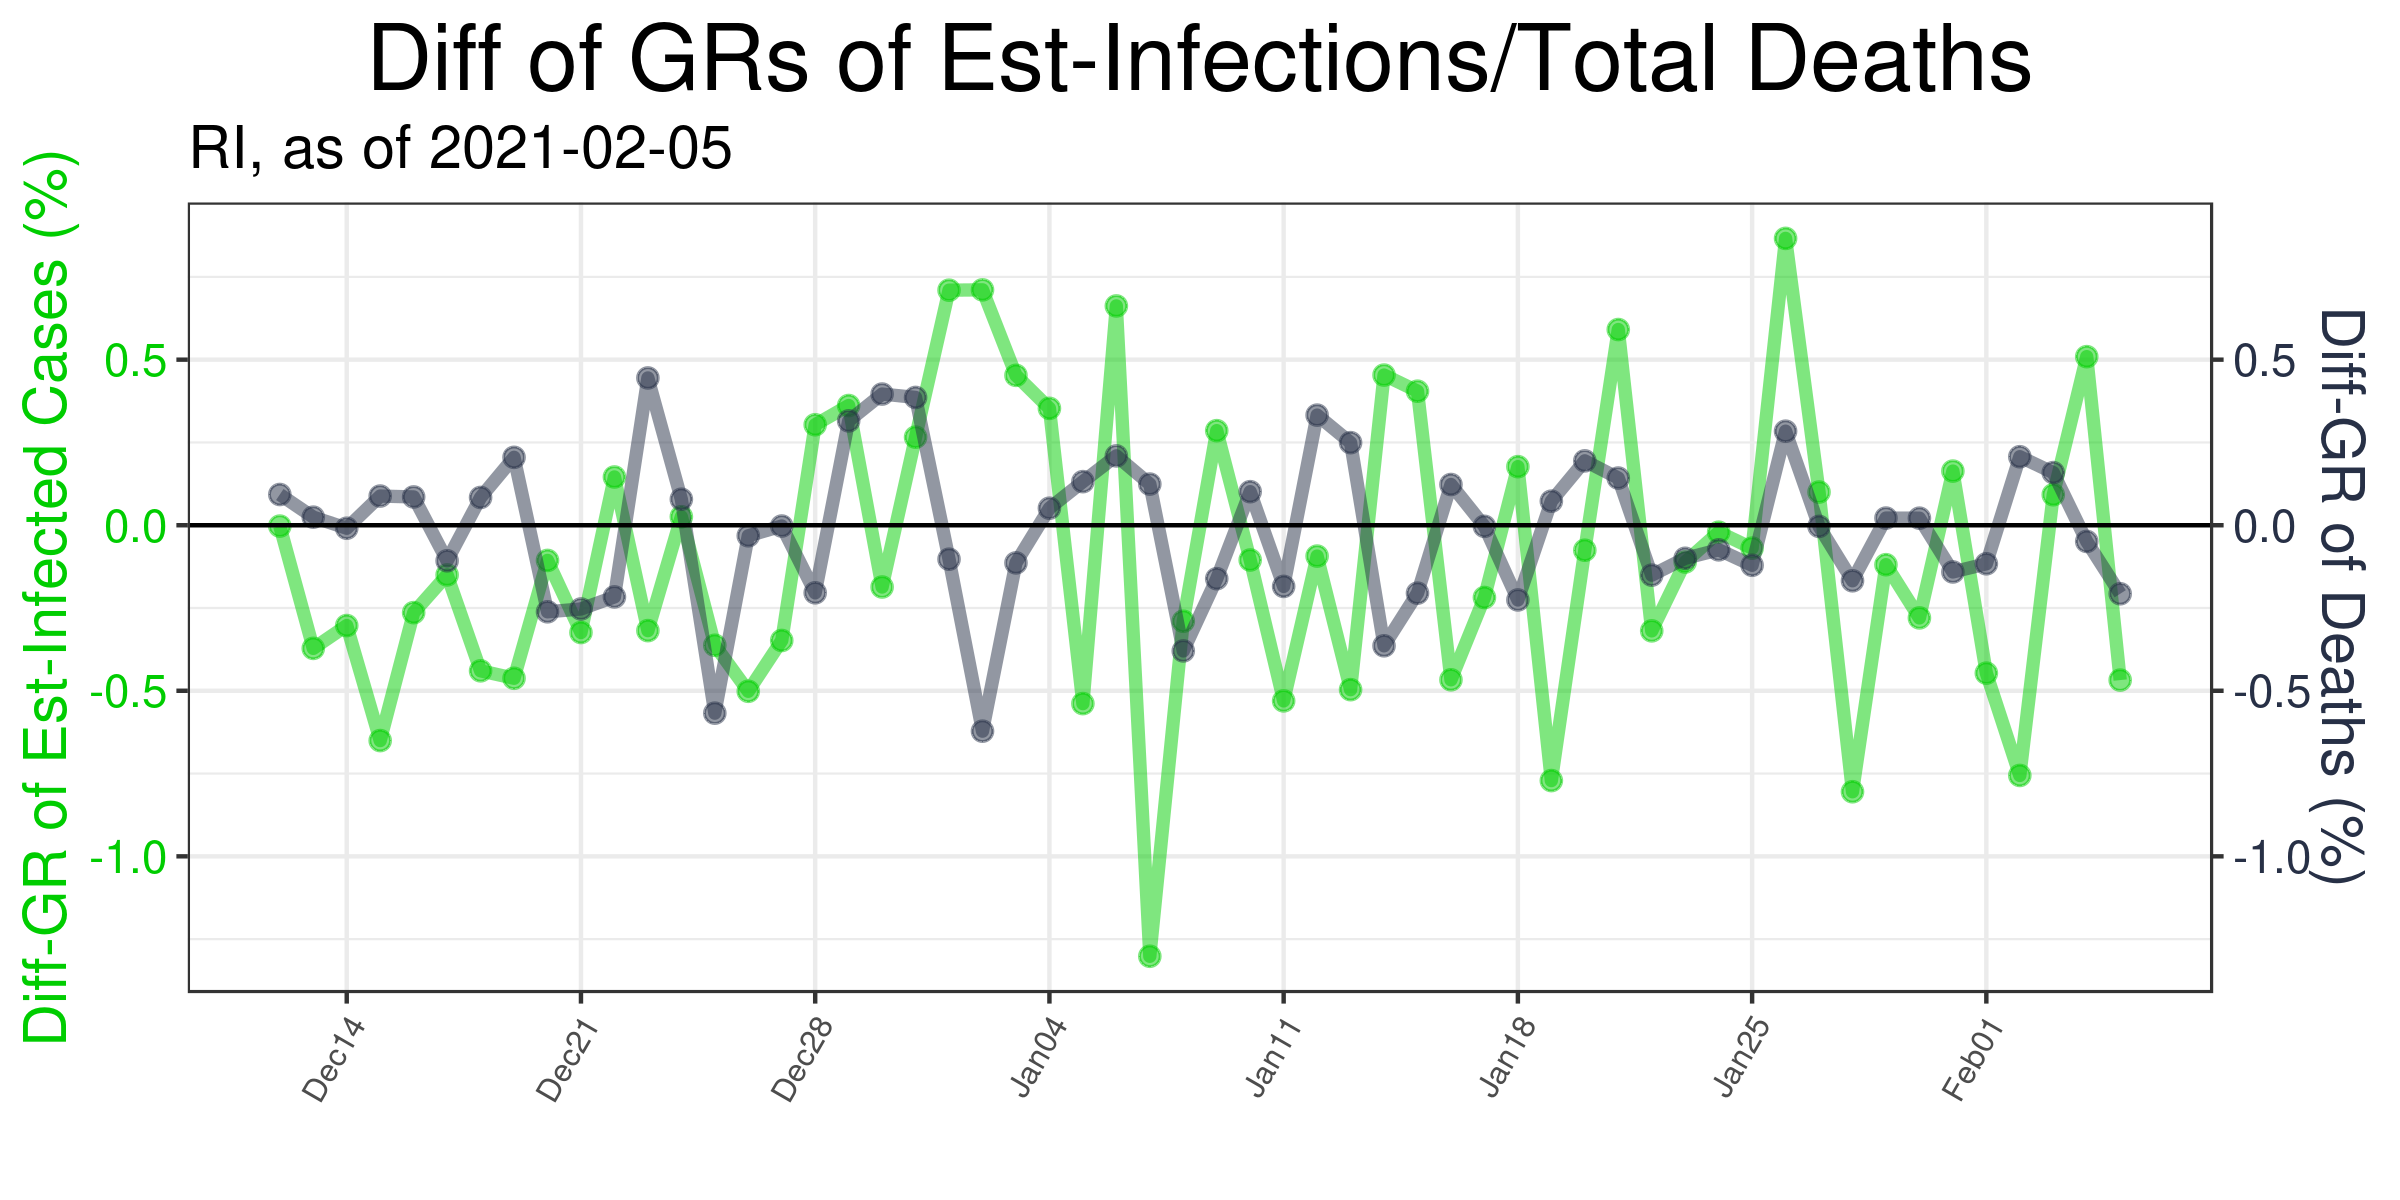 Diff of GRs of Est-Infections/Total Deaths
RI, as of 2021-02-05
Diff-GR of Est-Infected Cases (%)
0.5
0.0
-0.5
-1.0
0.5
0.0
-0.5
-1.0
Diff-GR of Deaths (%)
Dec14
Dec21
Dec28
Jan04
Jan11
Jan18
Jan25
Feb01